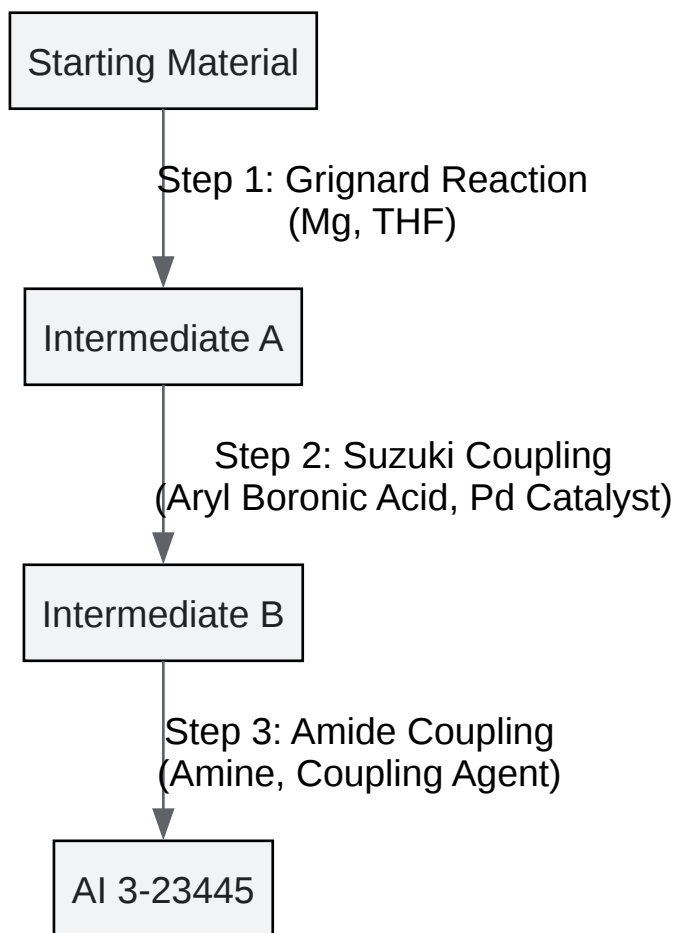 Starting Material
Step 1: Grignard Reaction
(Mg, THF)
Intermediate A
Step 2: Suzuki Coupling
(Aryl Boronic Acid, Pd Catalyst)
Intermediate B
Step 3: Amide Coupling
(Amine, Coupling Agent)
AI 3-23445